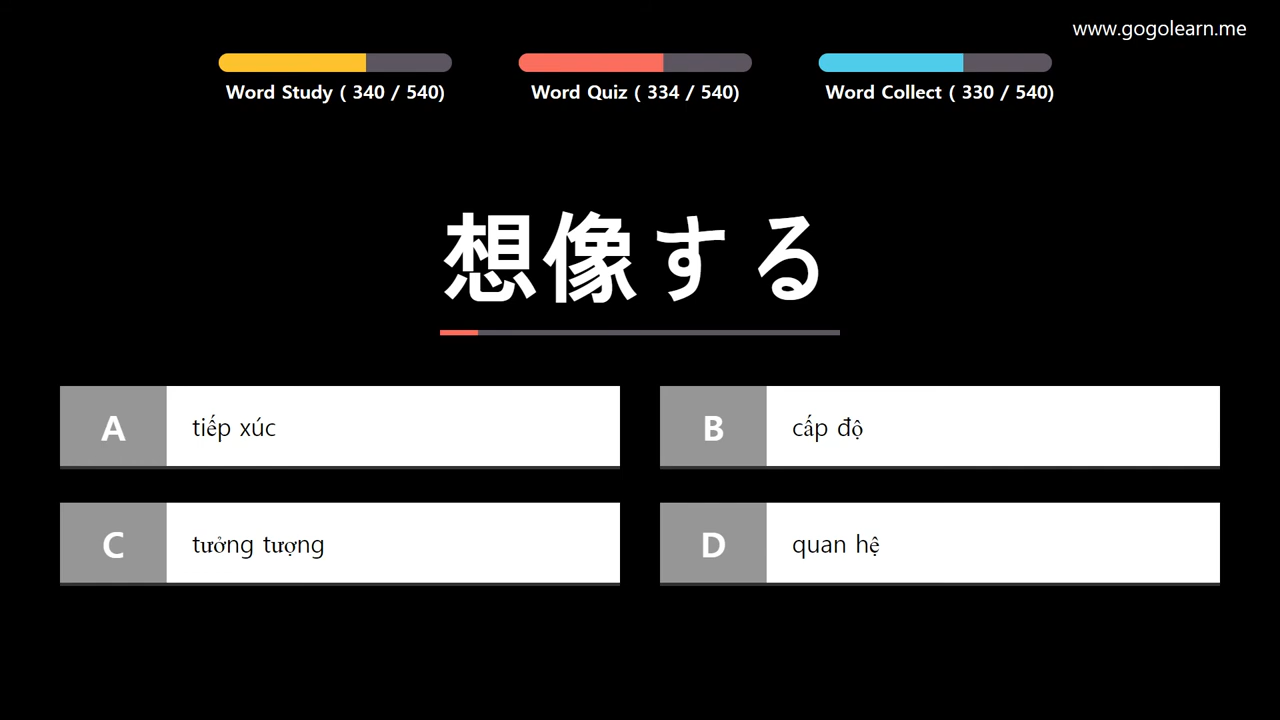 www.gogolearn.me
Word Study ( 340 / 540)
Word Quiz ( 334 / 540)
Word Collect ( 330 / 540)
想像する
A tiếp xúc
B cấp độ
C tưởng tượng
D quan hệ